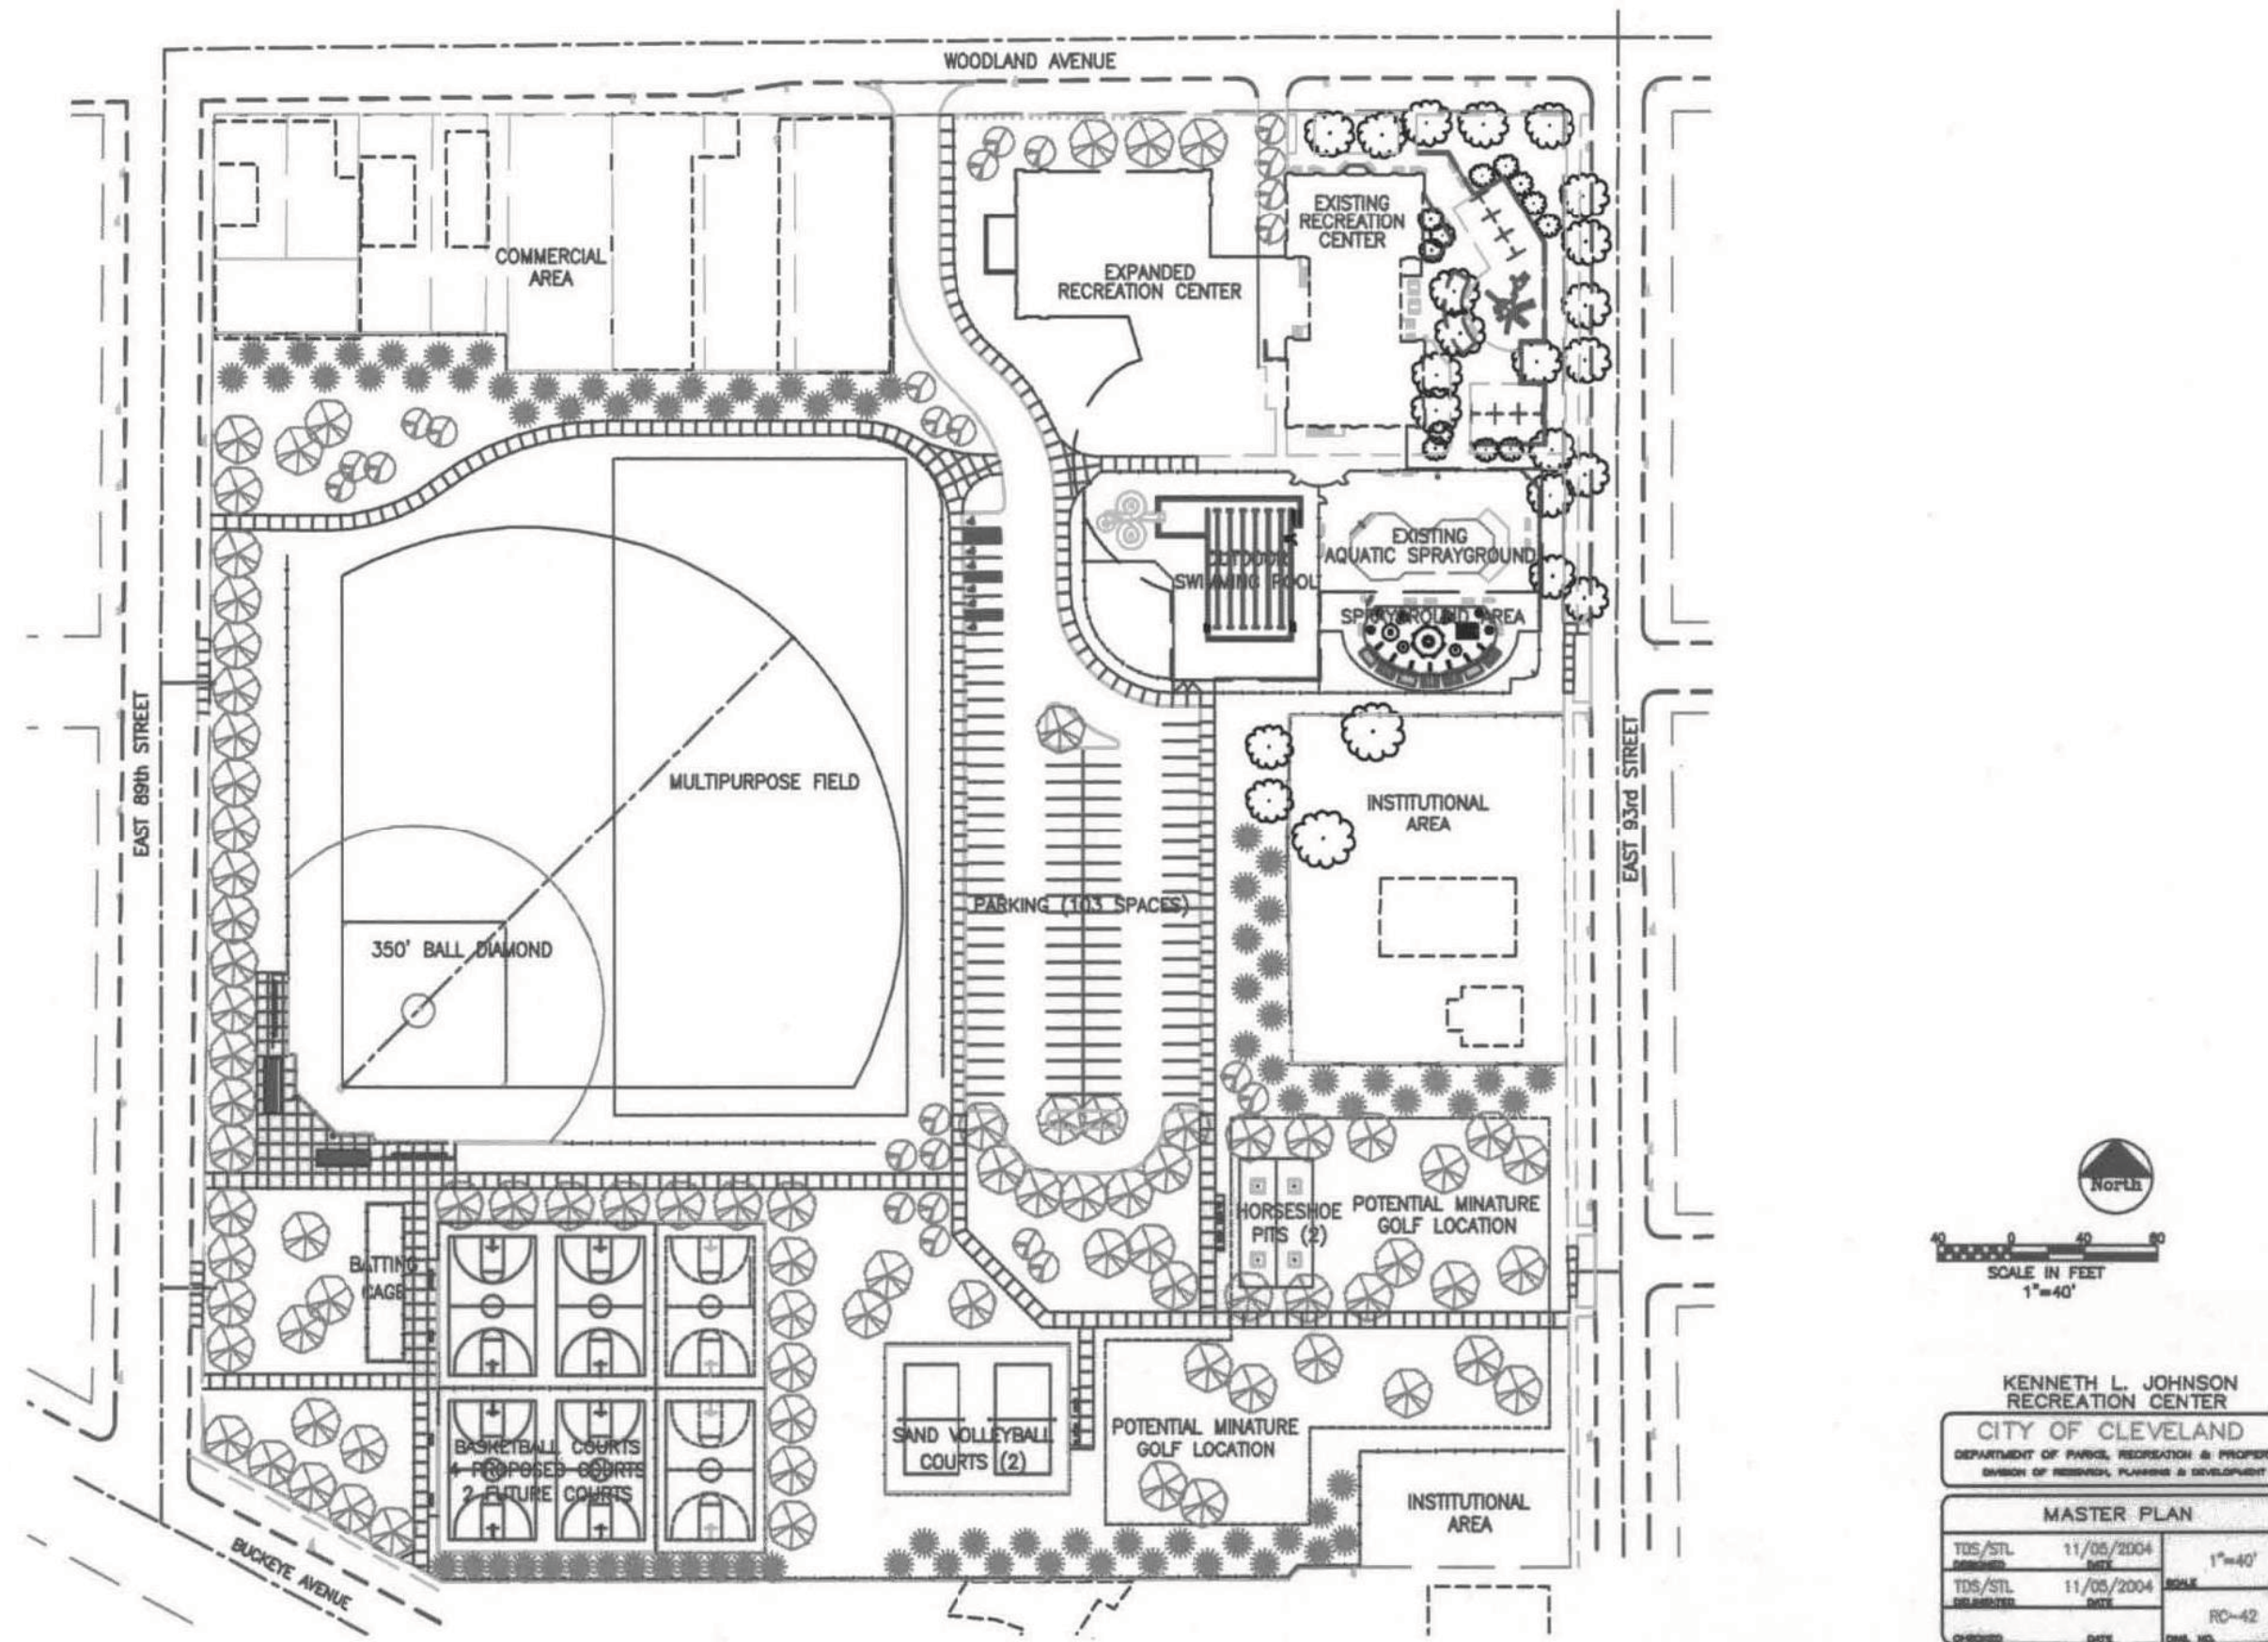 WOODLAND AVENUE
EXISTING
RECREATION
CENTER
COMMERCIAL
AREA
EXPANDED
RECREATION CENTER
EXISTING
AQUATIC SPRAYGROUND
OUTDOOR
SWIMMING POOL
SPRAYGROUND AREA
EAST 89th STREET
MULTIPURPOSE FIELD
EAST 93rd STREET
INSTITUTIONAL
AREA
PARKING (103 SPACES)
350' BALL DIAMOND
HORSESHOE
PITS (2)
POTENTIAL MINATURE
GOLF LOCATION
BATTING
CAGE
BASKETBALL COURTS
4 PROPOSED COURTS
2 FUTURE COURTS
SAND VOLLEYBALL
COURTS (2)
POTENTIAL MINATURE
GOLF LOCATION
INSTITUTIONAL
AREA
BUCKEYE AVENUE
North
40 0 40 80
SCALE IN FEET
1"=40'
KENNETH L. JOHNSON
RECREATION CENTER
CITY OF CLEVELAND
DEPARTMENT OF PARKS, RECREATION & PROPER
DIVISION OF RESEARCH, PLANNING & DEVELOPMENT
MASTER PLAN
TDS/STL 11/05/2004
DESIGNED DATE
1"=40'
SCALE
TDS/STL 11/05/2004
DELINEATED DATE
RC-42
CHECKED DATE
DWG. NO.